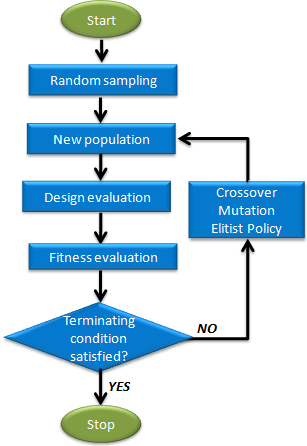 Start
Random sampling
New population
Design evaluation
Fitness evaluation
Terminating
condition
satisfied?
NO
Crossover
Mutation
Elitist Policy
YES
Stop